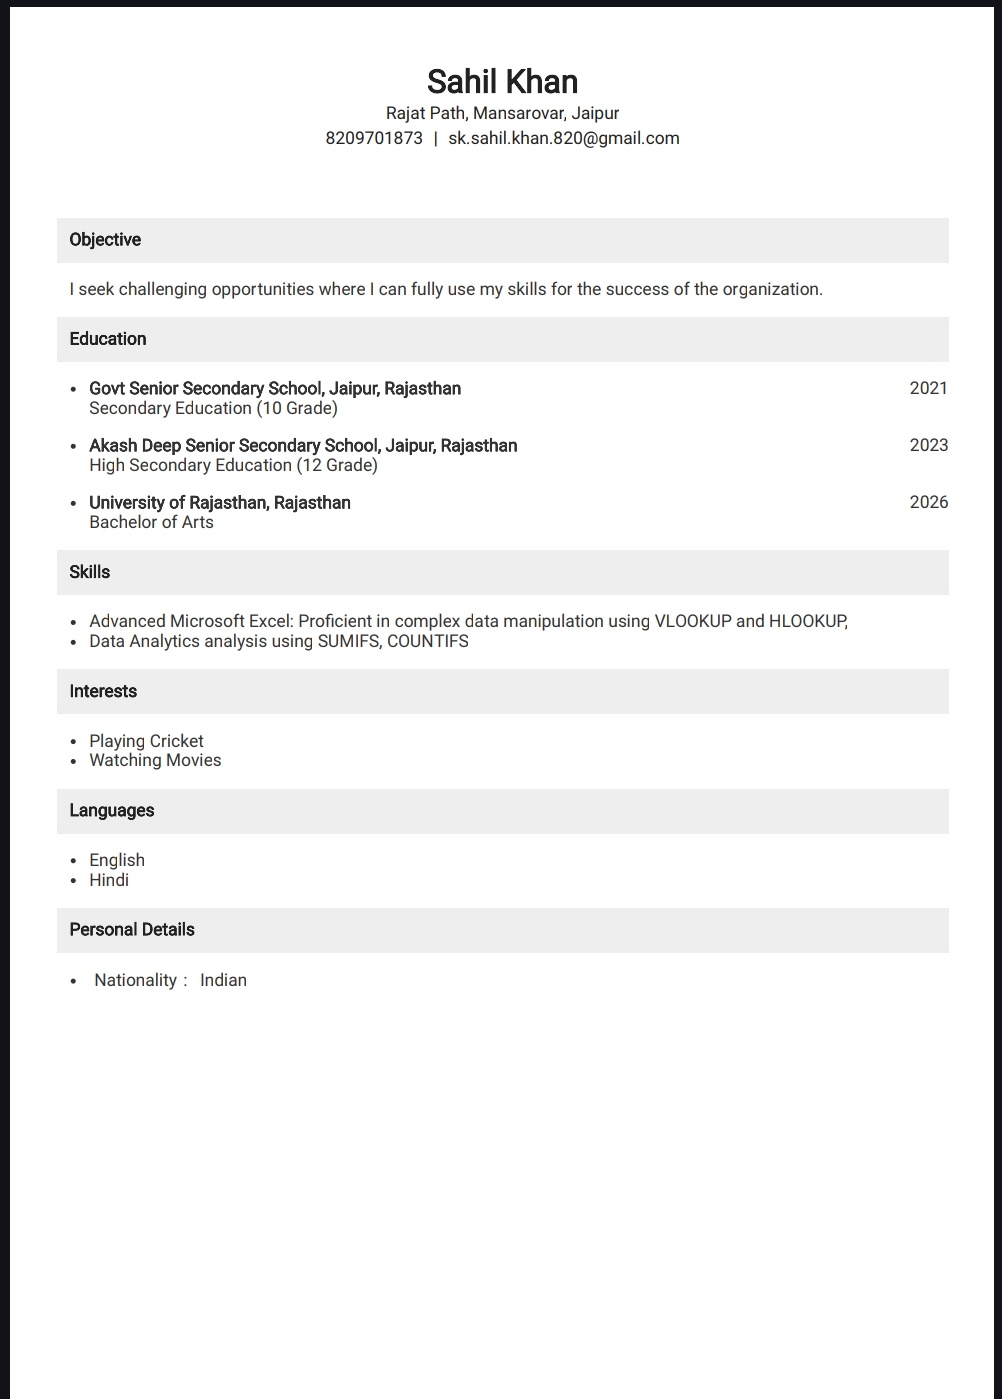 Sahil Khan
Rajat Path, Mansarovar, Jaipur
8209701873 | sk.sahil.khan.820@gmail.com
Objective
I seek challenging opportunities where I can fully use my skills for the success of the organization.
Education
• Govt Senior Secondary School, Jaipur, Rajasthan 2021
Secondary Education (10 Grade)
• Akash Deep Senior Secondary School, Jaipur, Rajasthan 2023
High Secondary Education (12 Grade)
• University of Rajasthan, Rajasthan 2026
Bachelor of Arts
Skills
• Advanced Microsoft Excel: Proficient in complex data manipulation using VLOOKUP and HLOOKUP,
• Data Analytics analysis using SUMIFS, COUNTIFS
Interests
• Playing Cricket
• Watching Movies
Languages
• English
• Hindi
Personal Details
• Nationality : Indian